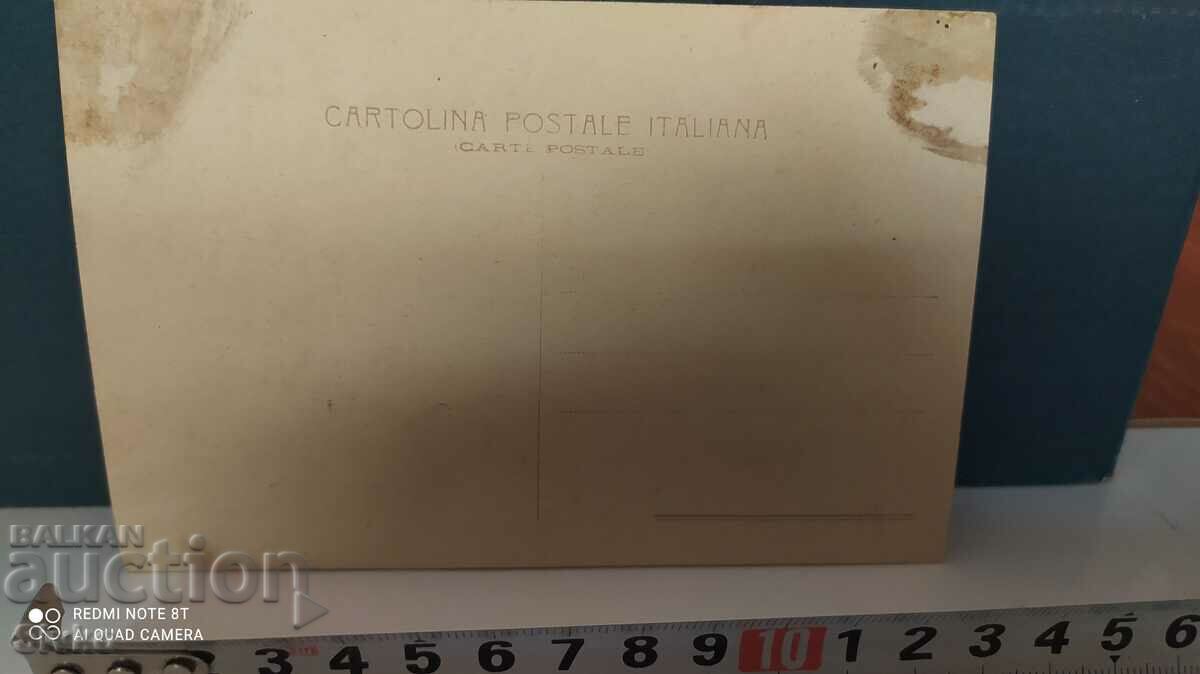 CARTOLINA POSTALE ITALIANA
(CARTE POSTALE)
BALKAN
auction
REDMI NOTE 8T
AI QUAD CAMERA
3 4 5 6 7 8 9 10 1 2 3 4 5 6